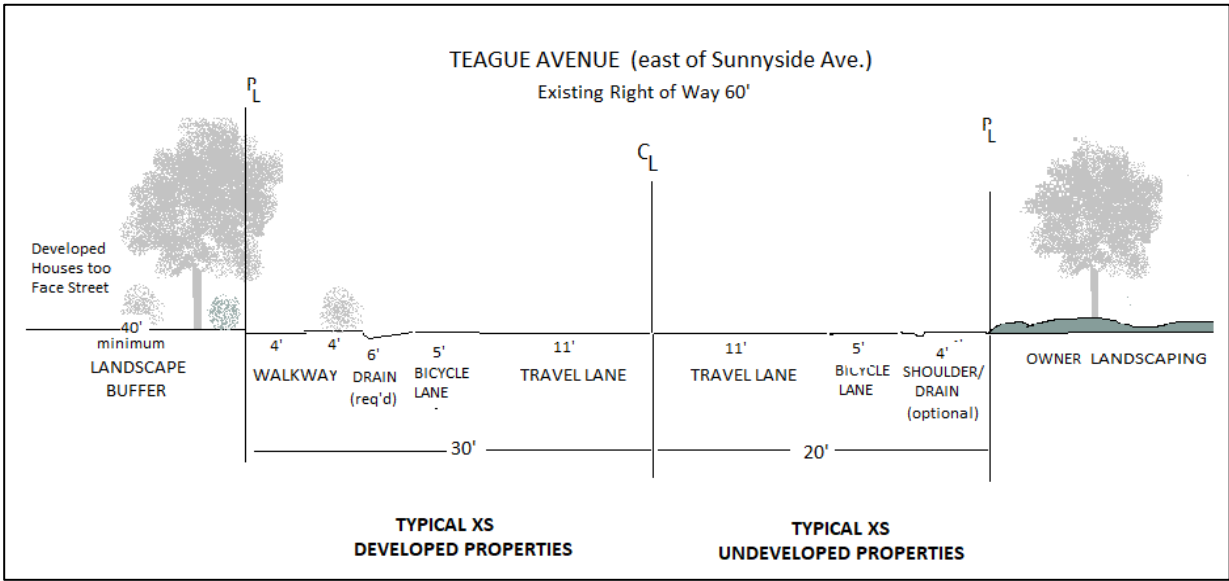 TEAGUE AVENUE (east of Sunnyside Ave.)
Existing Right of Way 60'
PL
CL
PL
Developed
Houses too
Face Street
40'
minimum
LANDSCAPE
BUFFER
4'
WALKWAY
4'
6'
DRAIN
(req'd)
5'
BICYCLE
LANE
11'
TRAVEL LANE
11'
TRAVEL LANE
5'
BICYCLE
LANE
4'
SHOULDER/
DRAIN
(optional)
OWNER LANDSCAPING
30'
20'
TYPICAL XS
DEVELOPED PROPERTIES
TYPICAL XS
UNDEVELOPED PROPERTIES